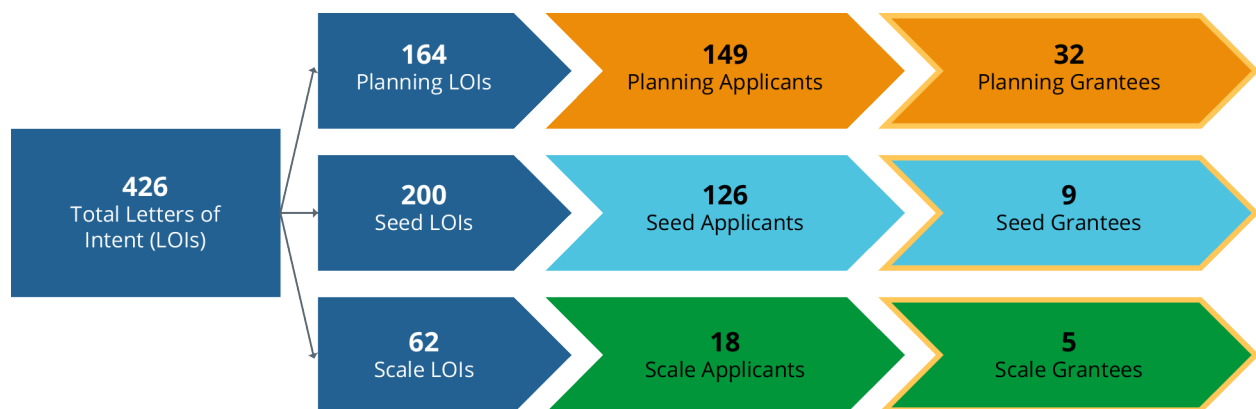 426
Total Letters of
Intent (LOIs)
164
Planning LOIs
149
Planning Applicants
32
Planning Grantees
200
Seed LOIs
126
Seed Applicants
9
Seed Grantees
62
Scale LOIs
18
Scale Applicants
5
Scale Grantees